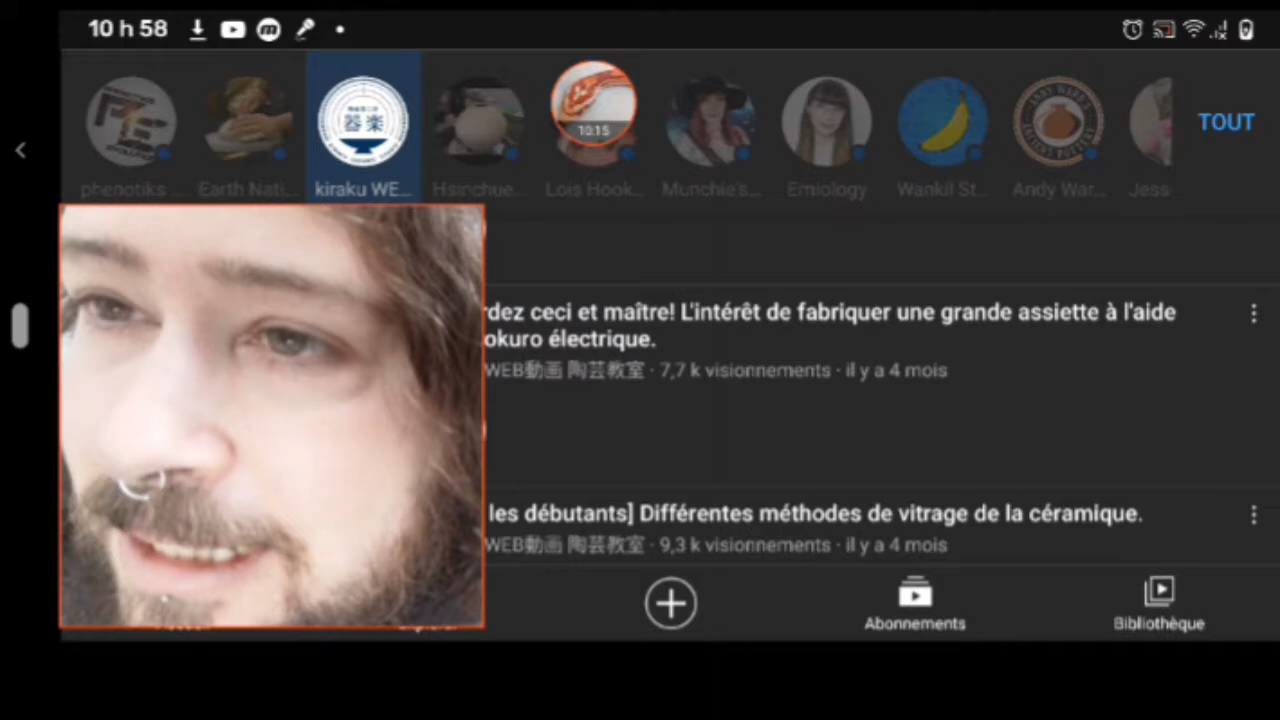 10 h 58
10:15
器楽
TOUT
phenotiks ...
Earth Nati...
kiraku WE...
Hsinchue...
Lois Hook...
Munchie's...
Emiology
Wankil St...
Andy War...
Jess
rdez ceci et maître! L'intérêt de fabriquer une grande assiette à l'aide
okuro électrique.
WEB動画 陶芸教室 · 7,7 k visionnements · il y a 4 mois
les débutants] Différentes méthodes de vitrage de la céramique.
WEB動画 陶芸教室 · 9,3 k visionnements · il y a 4 mois
Abonnements
Bibliothèque